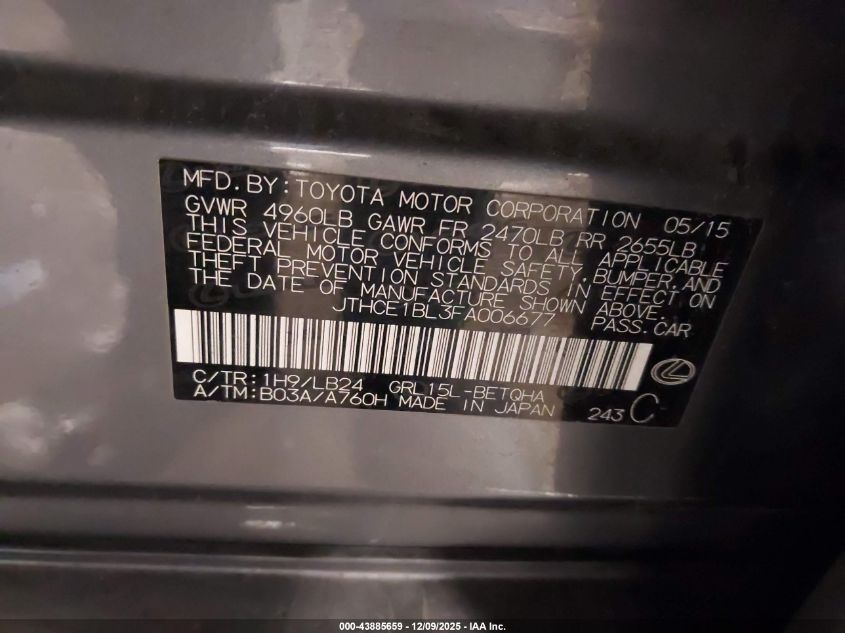 MFD. BY: TOYOTA MOTOR CORPORATION 05/15
GVWR 4960LB GAWR FR 2470LB RR 2655LB
THIS VEHICLE CONFORMS TO ALL APPLICABLE
FEDERAL MOTOR VEHICLE SAFETY, BUMPER, AND
THEFT PREVENTION STANDARDS IN EFFECT ON
THE DATE OF MANUFACTURE SHOWN ABOVE.
JTHCE1BL3FA006677 PASS. CAR
C/TR: 1H9/LB24 GRL15L-BETQHA
A/TM: B03A/A760H MADE IN JAPAN 243 C
000-43885659 - 12/09/2025 - IAA Inc.